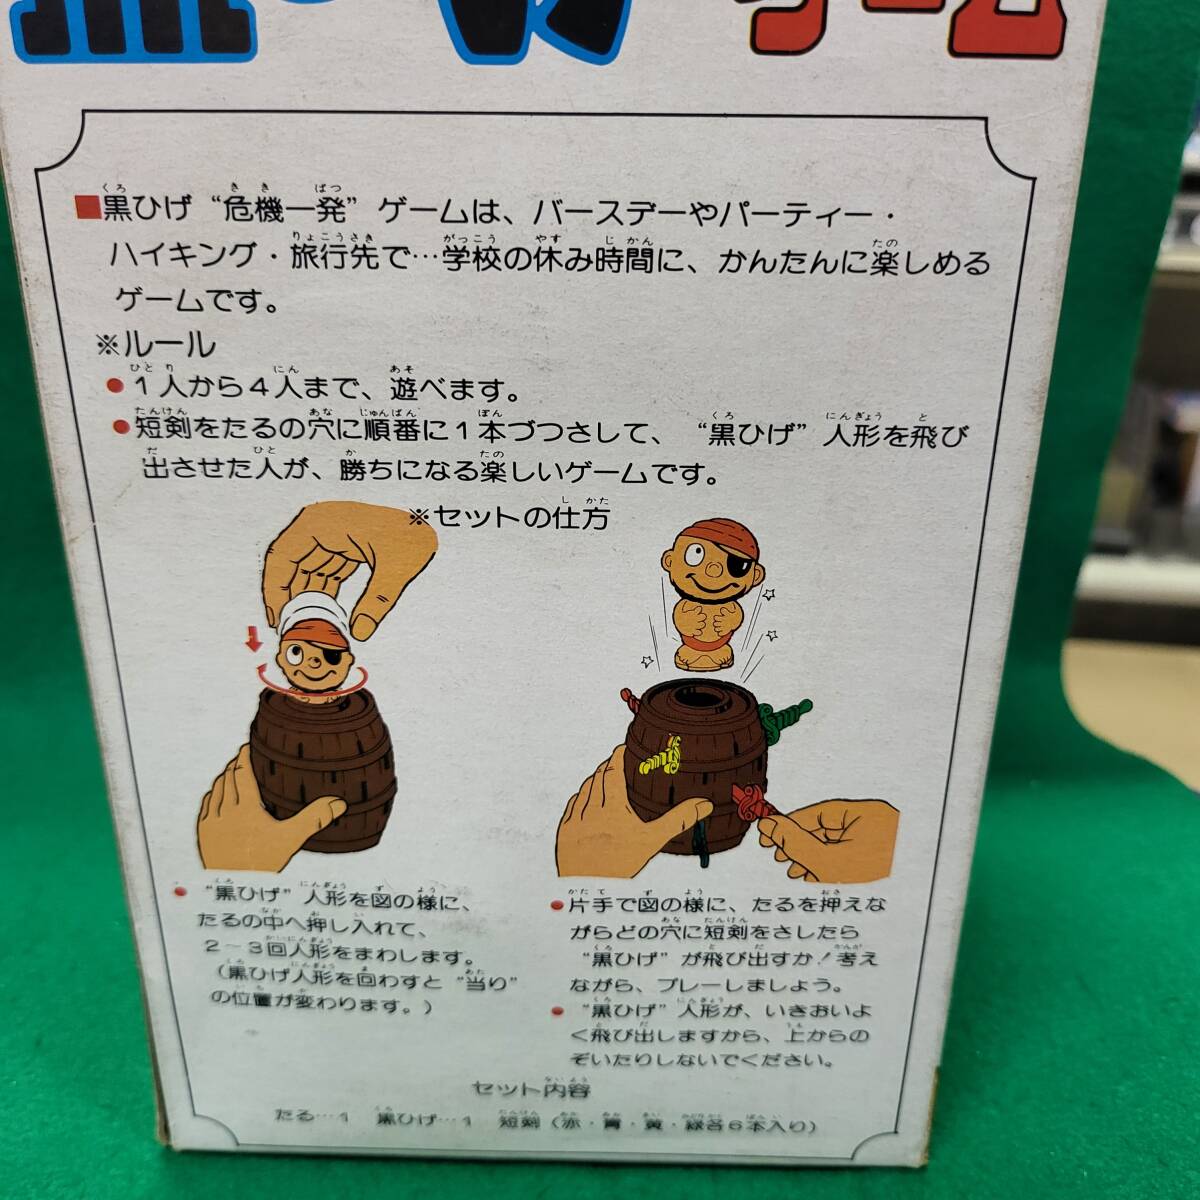 ゲーム
■黒ひげ“危機一発”ゲームは、バースデーやパーティー・
ハイキング・旅行先で…学校の休み時間に、かんたんに楽しめる
ゲームです。
※ルール
●1人から4人まで、遊べます。
●短剣をたるの穴に順番に1本づつさして、“黒ひげ”人形を飛び
出させた人が、勝ちになる楽しいゲームです。
※セットの仕方
●“黒ひげ”人形を図の様に、
たるの中へ押し入れて、
2〜3回人形をまわします。
(黒ひげ人形を回わすと“当り”
の位置が変わります。)
●片手で図の様に、たるを押えな
がらどの穴に短剣をさしたら
“黒ひげ”が飛び出すか!考え
ながら、プレーしましょう。
●“黒ひげ”人形が、いきおいよ
く飛び出しますから、上からの
ぞいたりしないでください。
セット内容
たる…1 黒ひげ…1 短剣(赤・青・黄・緑各6本入り)